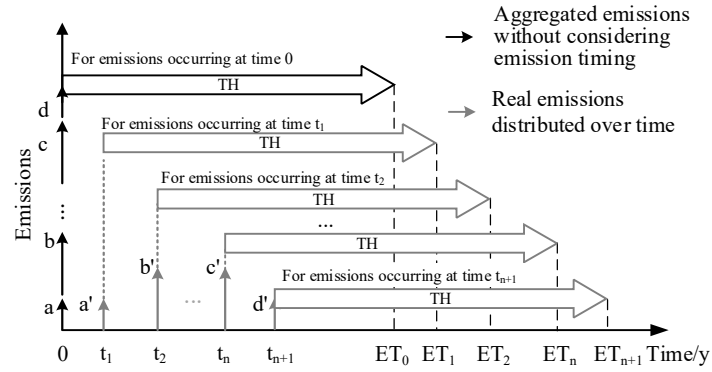 Aggregated emissions
without considering
emission timing
Real emissions
distributed over time
Emissions
For emissions occurring at time 0
TH
d
For emissions occurring at time t₁
c
TH
For emissions occurring at time t₂
TH
...
...
b
b'
c'
TH
For emissions occurring at time tₙ₊₁
a
a'
...
d'
TH
0 t₁ t₂ tₙ tₙ₊₁ ET₀ ET₁ ET₂ ETₙ ETₙ₊₁ Time/y